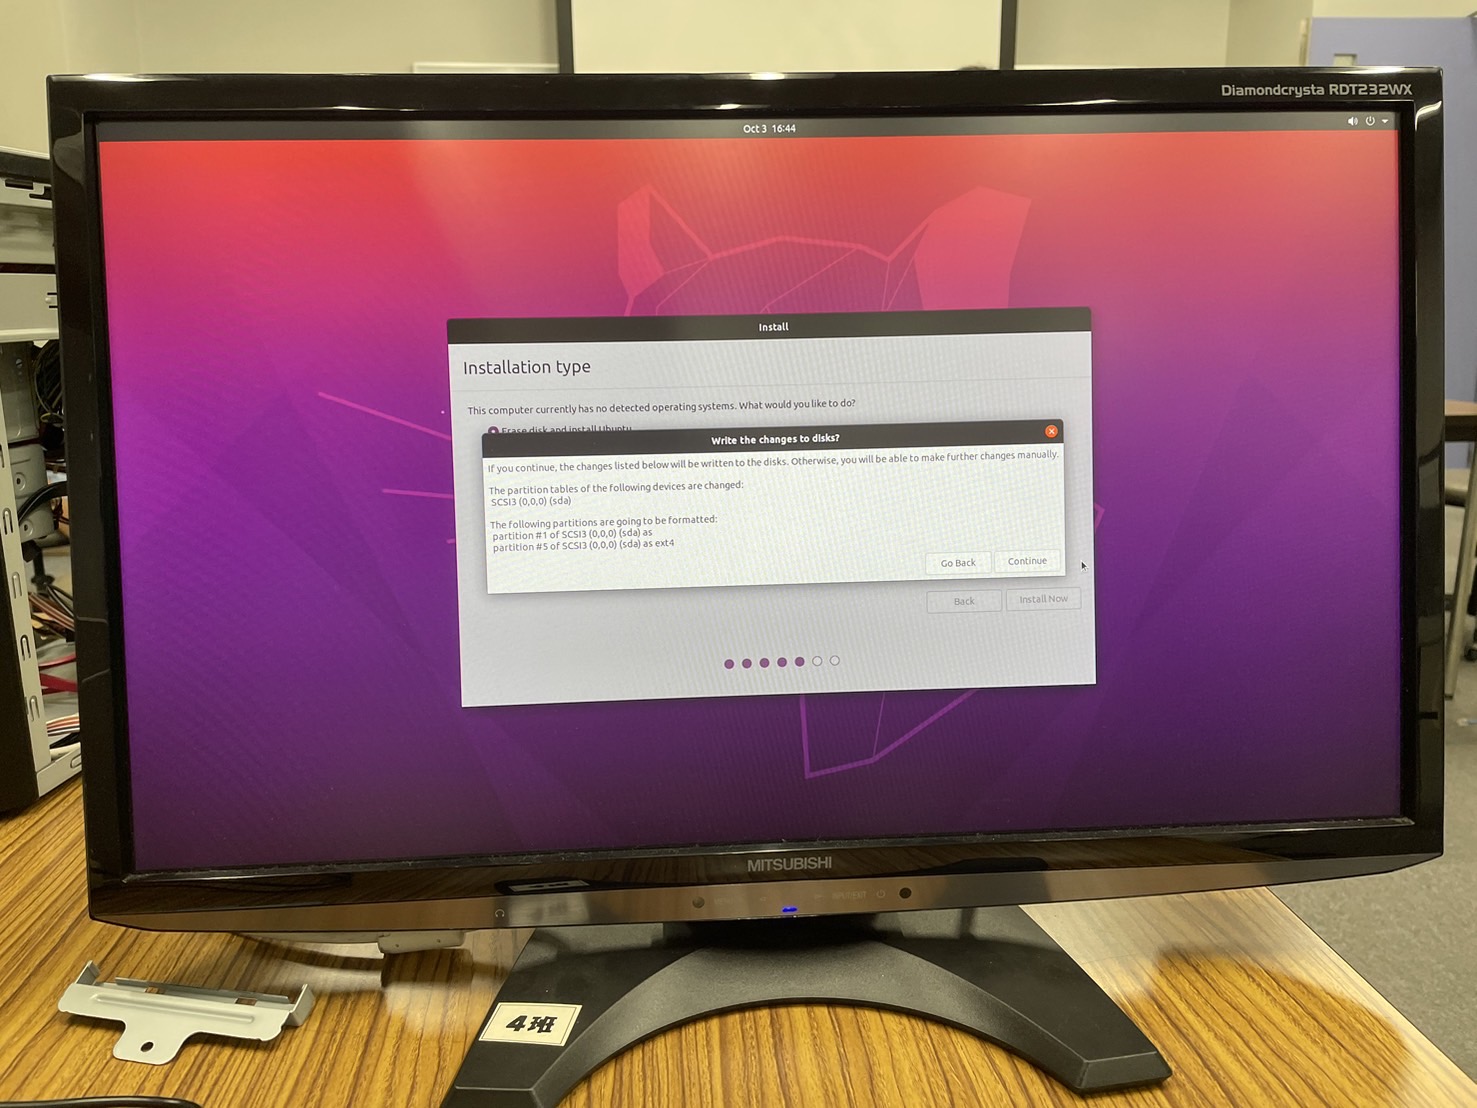 Diamondcrysta RDT232WX
Oct 3 16:44
Install
Installation type
This computer currently has no detected operating systems. What would you like to do?
Erase disk and install Ubuntu
Write the changes to disks?
If you continue, the changes listed below will be written to the disks. Otherwise, you will be able to make further changes manually.
The partition tables of the following devices are changed:
SCSI3 (0,0,0) (sda)
The following partitions are going to be formatted:
partition #1 of SCSI3 (0,0,0) (sda) as
partition #5 of SCSI3 (0,0,0) (sda) as ext4
Go Back Continue
Back Install Now
MITSUBISHI
4班